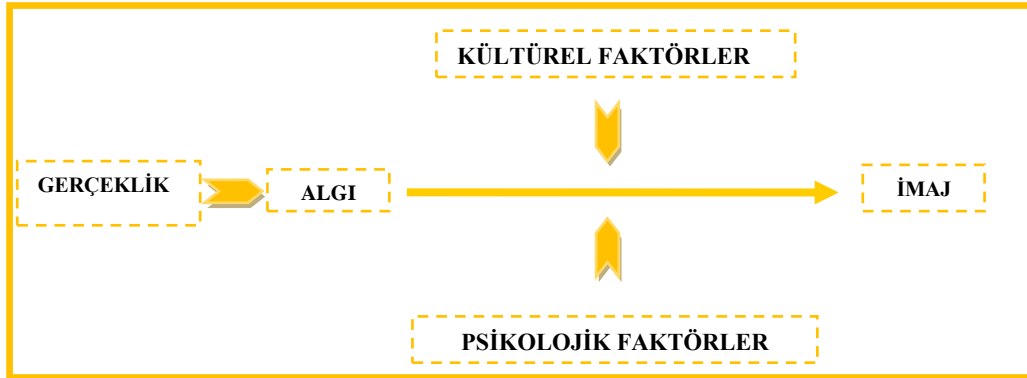 KÜLTÜREL FAKTÖRLER
GERÇEKLİK
ALGI
İMAJ
PSİKOLOJİK FAKTÖRLER